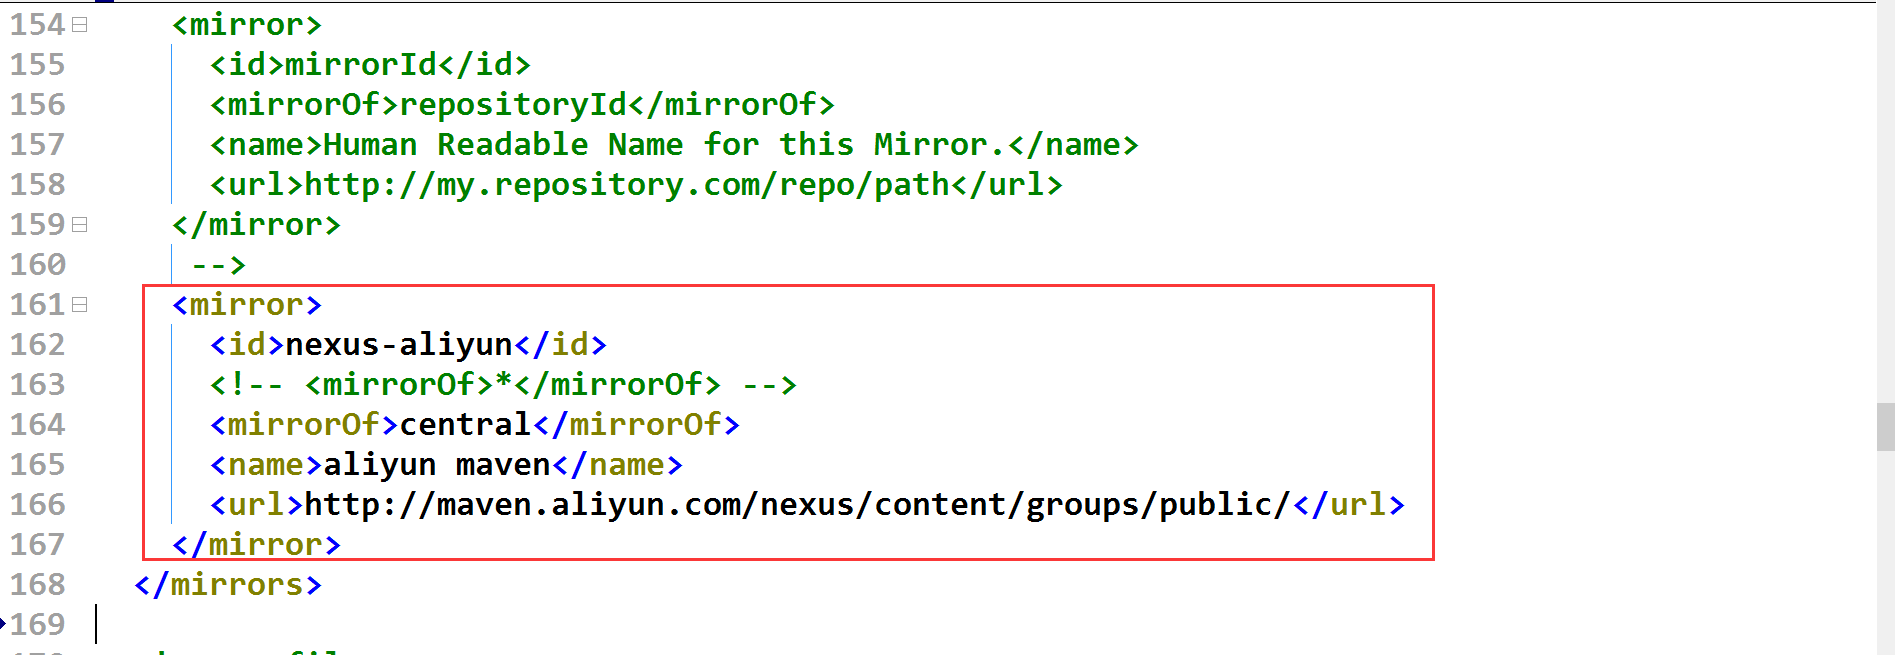 154 <mirror>
155 <id>mirrorId</id>
156 <mirrorOf>repositoryId</mirrorOf>
157 <name>Human Readable Name for this Mirror.</name>
158 <url>http://my.repository.com/repo/path</url>
159 </mirror>
160 -->
161 <mirror>
162 <id>nexus-aliyun</id>
163 <!-- <mirrorOf>*</mirrorOf> -->
164 <mirrorOf>central</mirrorOf>
165 <name>aliyun maven</name>
166 <url>http://maven.aliyun.com/nexus/content/groups/public/</url>
167 </mirror>
168 </mirrors>
169